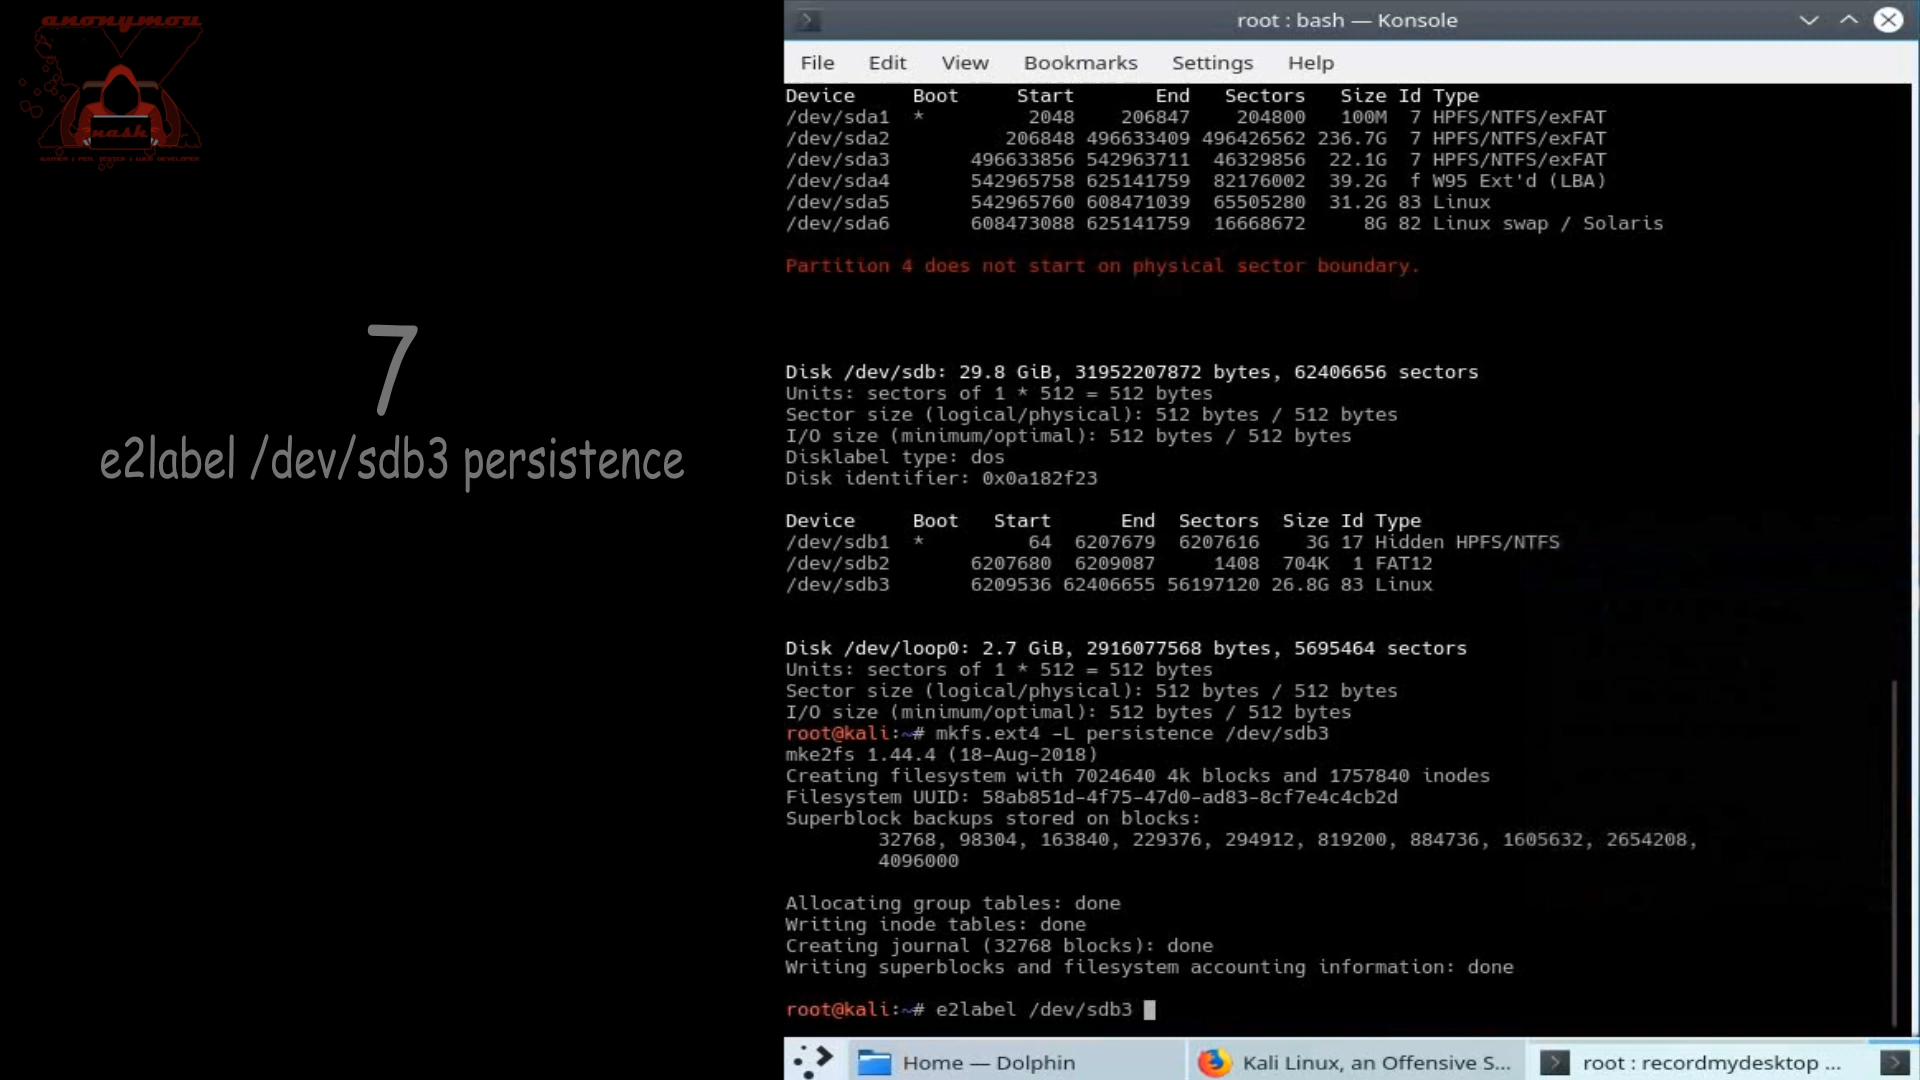 anonymou
nask
GAMER | PEN. TESTER | WEB DEVELOPER
7
e2label /dev/sdb3 persistence
root : bash — Konsole
File Edit View Bookmarks Settings Help
Device Boot Start End Sectors Size Id Type
/dev/sda1 * 2048 206847 204800 100M 7 HPFS/NTFS/exFAT
/dev/sda2 206848 496633409 496426562 236.7G 7 HPFS/NTFS/exFAT
/dev/sda3 496633856 542963711 46329856 22.1G 7 HPFS/NTFS/exFAT
/dev/sda4 542965758 625141759 82176002 39.2G f W95 Ext'd (LBA)
/dev/sda5 542965760 608471039 65505280 31.2G 83 Linux
/dev/sda6 608473088 625141759 16668672 8G 82 Linux swap / Solaris
Partition 4 does not start on physical sector boundary.
Disk /dev/sdb: 29.8 GiB, 31952207872 bytes, 62406656 sectors
Units: sectors of 1 * 512 = 512 bytes
Sector size (logical/physical): 512 bytes / 512 bytes
I/O size (minimum/optimal): 512 bytes / 512 bytes
Disklabel type: dos
Disk identifier: 0x0a182f23
Device Boot Start End Sectors Size Id Type
/dev/sdb1 * 64 6207679 6207616 3G 17 Hidden HPFS/NTFS
/dev/sdb2 6207680 6209087 1408 704K 1 FAT12
/dev/sdb3 6209536 62406655 56197120 26.8G 83 Linux
Disk /dev/loop0: 2.7 GiB, 2916077568 bytes, 5695464 sectors
Units: sectors of 1 * 512 = 512 bytes
Sector size (logical/physical): 512 bytes / 512 bytes
I/O size (minimum/optimal): 512 bytes / 512 bytes
root@kali:~# mkfs.ext4 -L persistence /dev/sdb3
mke2fs 1.44.4 (18-Aug-2018)
Creating filesystem with 7024640 4k blocks and 1757840 inodes
Filesystem UUID: 58ab851d-4f75-47d0-ad83-8cf7e4c4cb2d
Superblock backups stored on blocks:
32768, 98304, 163840, 229376, 294912, 819200, 884736, 1605632, 2654208,
4096000
Allocating group tables: done
Writing inode tables: done
Creating journal (32768 blocks): done
Writing superblocks and filesystem accounting information: done
root@kali:~# e2label /dev/sdb3
Home — Dolphin
Kali Linux, an Offensive S...
root : recordmydesktop ...